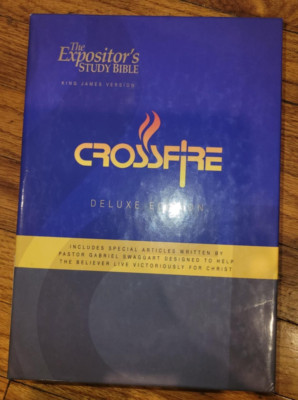 The
Expositor's
STUDY BIBLE
KING JAMES VERSION
CROSSFIRE
DELUXE EDITION
INCLUDES SPECIAL ARTICLES WRITTEN BY
PASTOR GABRIEL SWAGGART DESIGNED TO HELP
THE BELIEVER LIVE VICTORIOUSLY FOR CHRIST